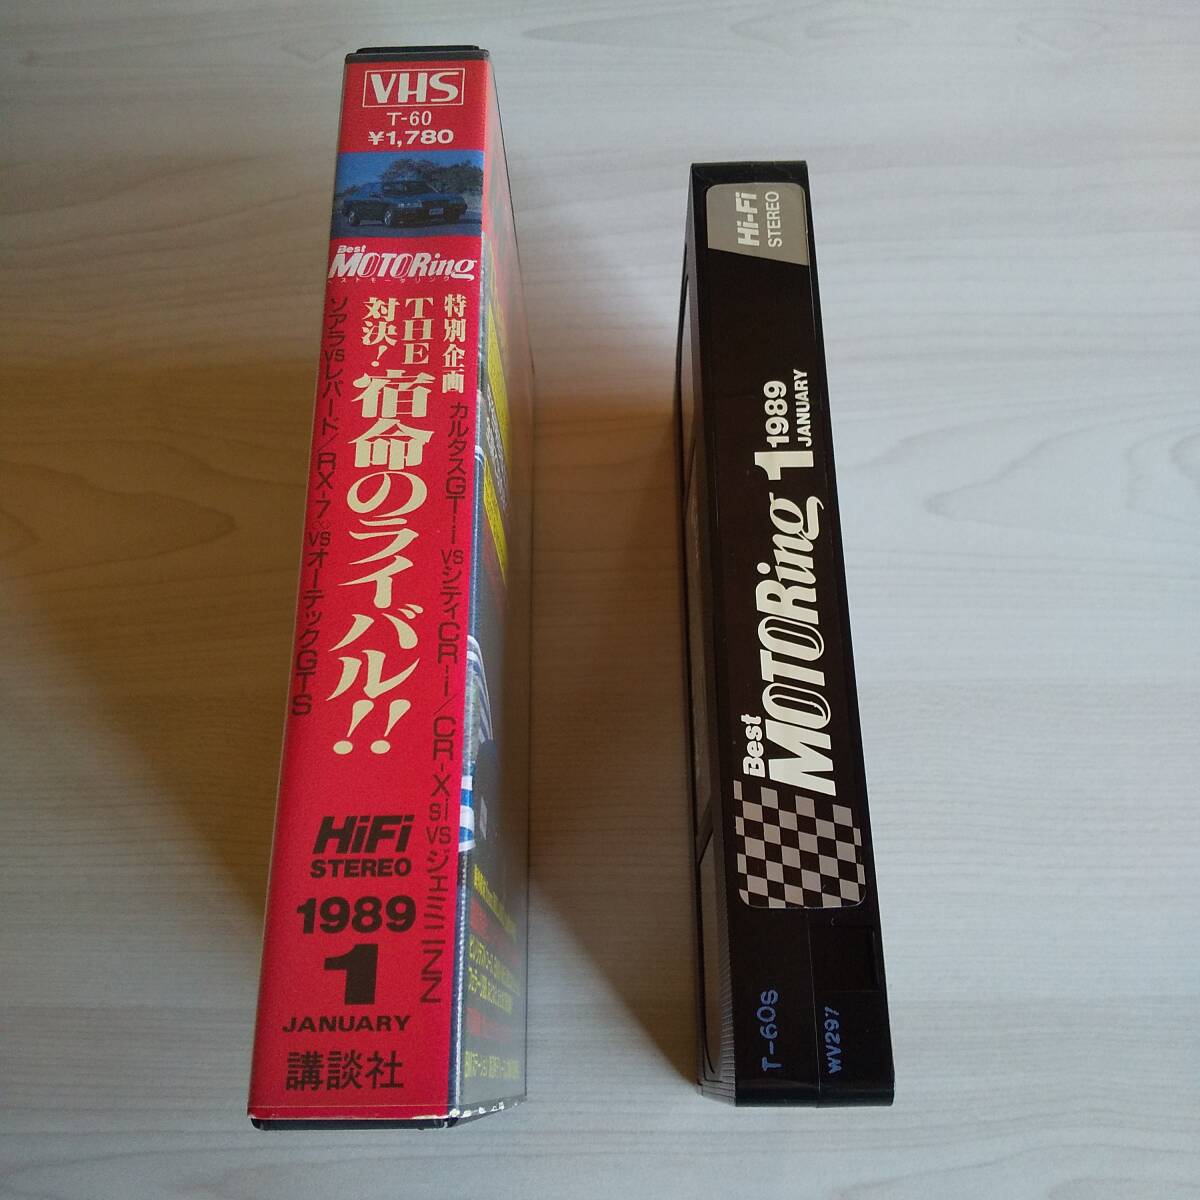 VHS
T-60
¥1,780
Best
MOTORing
ベストモータリング
特別企画
THE
対決!
宿命のライバル!!
カルタスGT-i vsシティCR-i/CR-X si vsジェミニZZ
ソアラvsレパード/RX-7∞vsオーテックGTS
HiFi
STEREO
1989
1
JANUARY
講談社
Hi-Fi
STEREO
Best
MOTORing
1
1989
JANUARY
T-60S
WV297